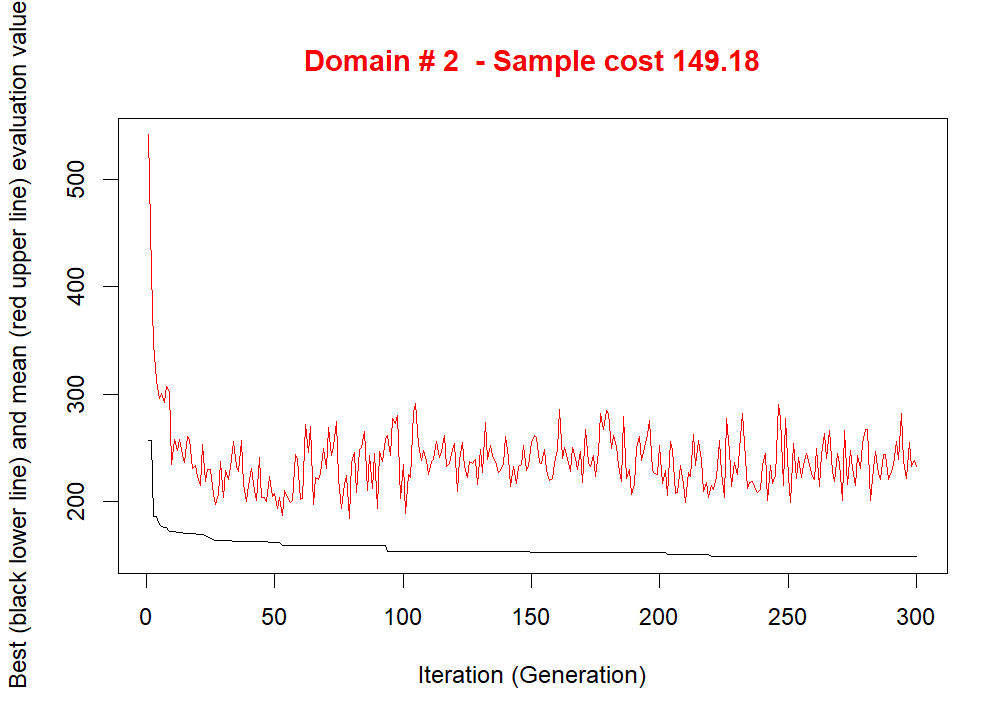 Domain # 2  - Sample cost 149.18
Best (black lower line) and mean (red upper line) evaluation value
500
400
300
200
0 50 100 150 200 250 300
Iteration (Generation)